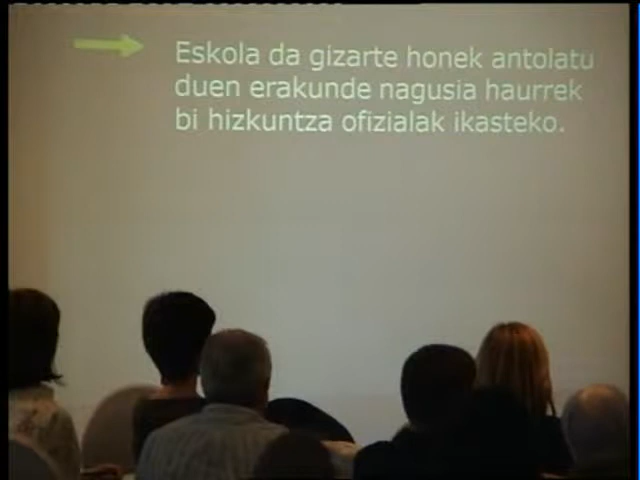 Eskola da gizarte honek antolatu
duen erakunde nagusia haurrek
bi hizkuntza ofizialak ikasteko.